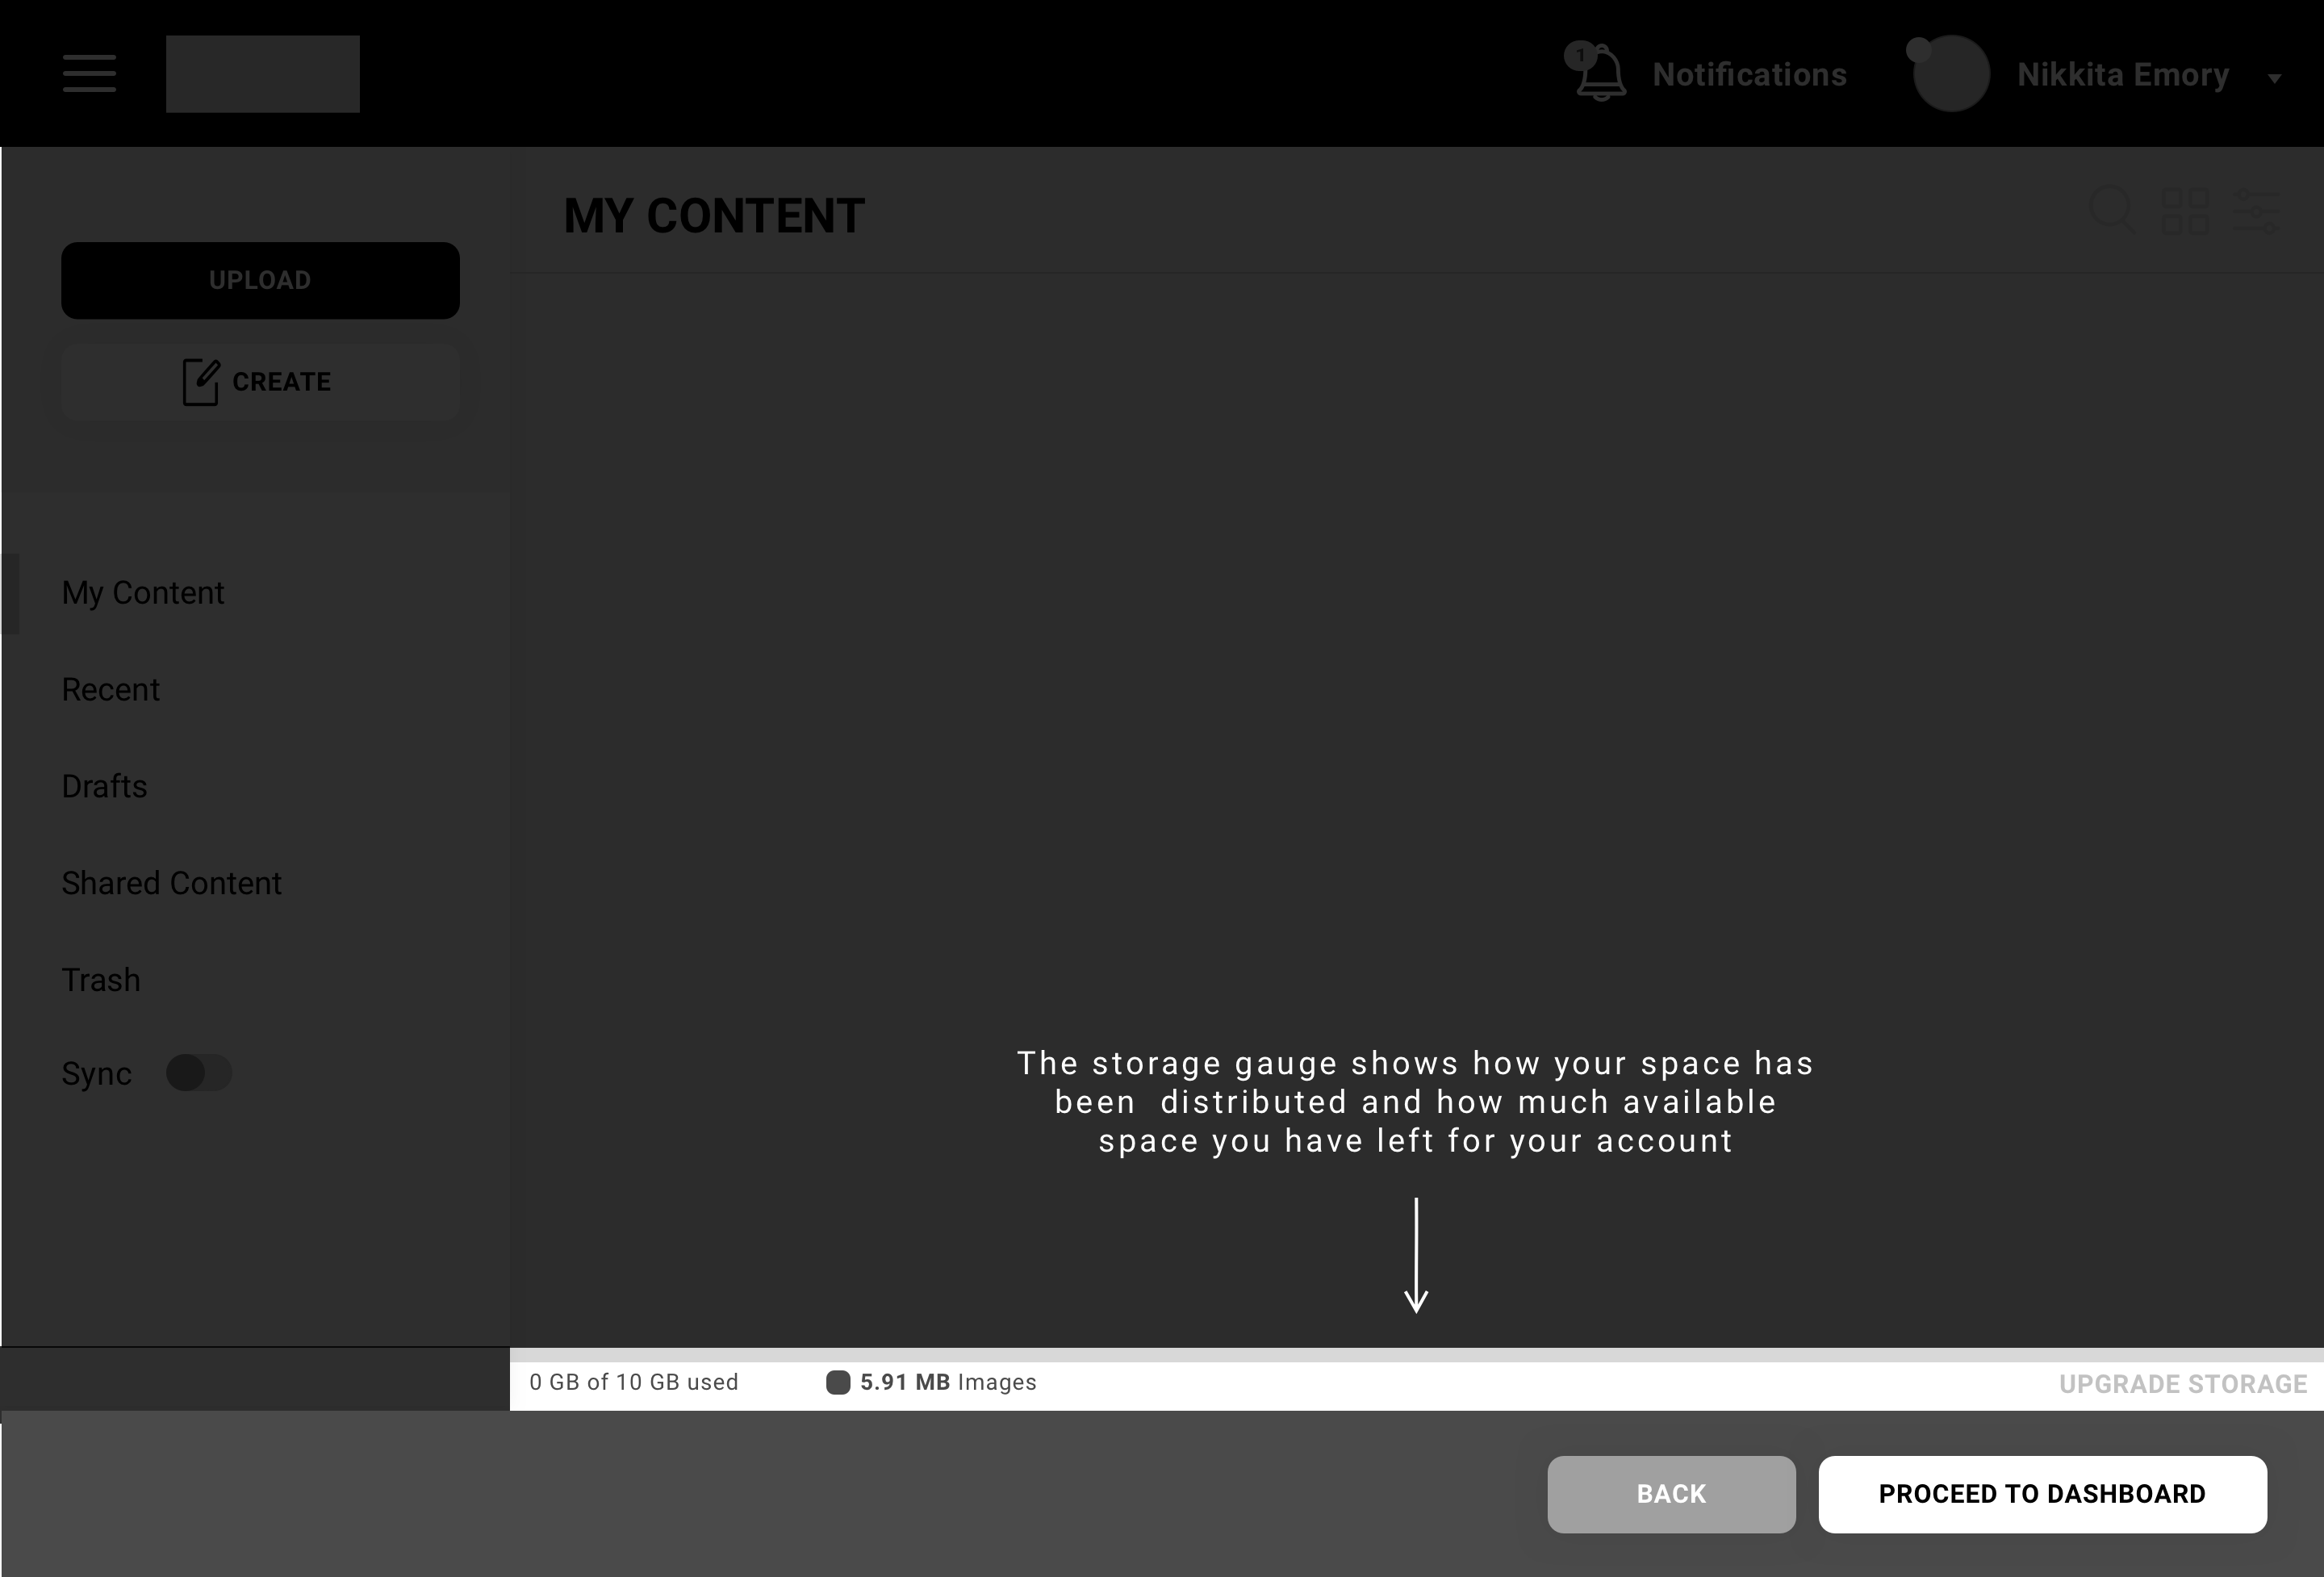 1
Notifications
Nikkita Emory
MY CONTENT
UPLOAD
CREATE
My Content
Recent
Drafts
Shared Content
Trash
Sync
The storage gauge shows how your space has
been distributed and how much available
space you have left for your account
0 GB of 10 GB used
5.91 MB Images
UPGRADE STORAGE
BACK
PROCEED TO DASHBOARD